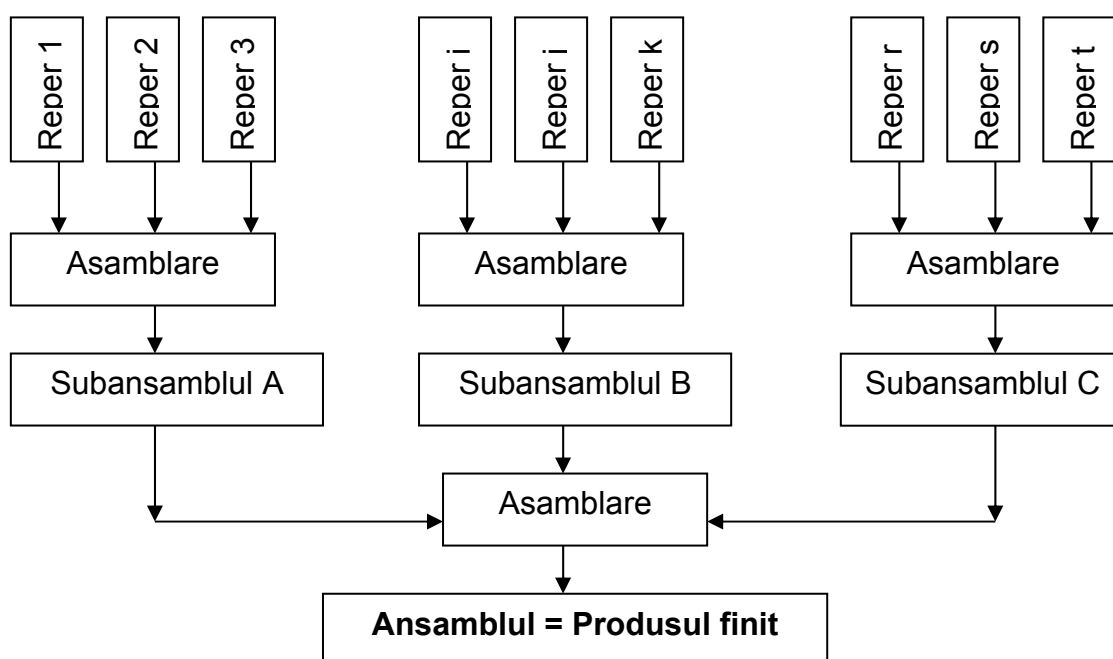 Reper 1
Reper 2
Reper 3
Reper i
Reper i
Reper k
Reper r
Reper s
Reper t
Asamblare
Asamblare
Asamblare
Subansamblul A
Subansamblul B
Subansamblul C
Asamblare
Ansamblul = Produsul finit